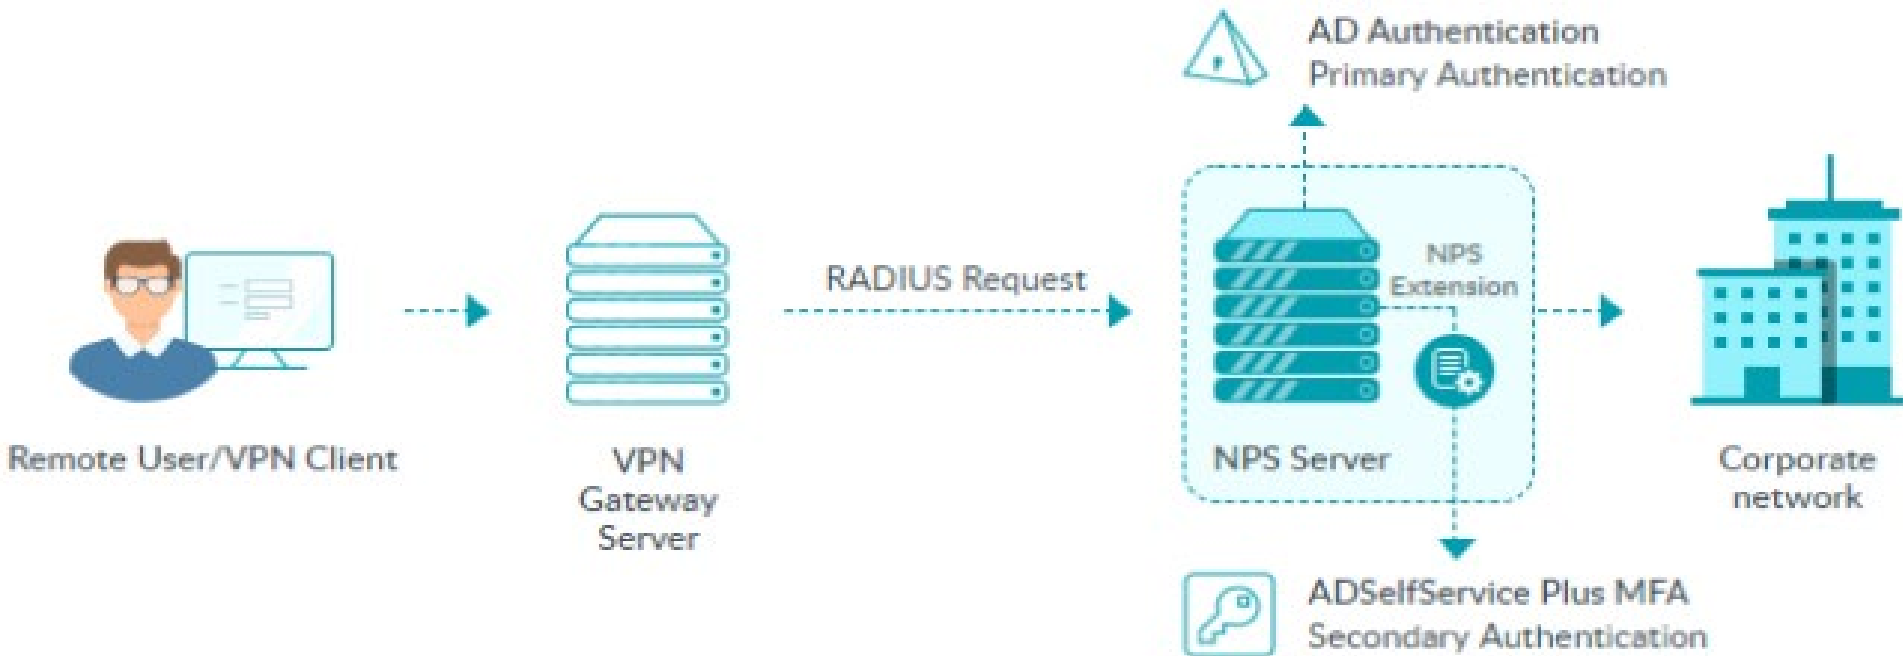 AD Authentication
Primary Authentication
RADIUS Request
NPS
Extension
Remote User/VPN Client
VPN
Gateway
Server
NPS Server
Corporate
network
ADSelfService Plus MFA
Secondary Authentication